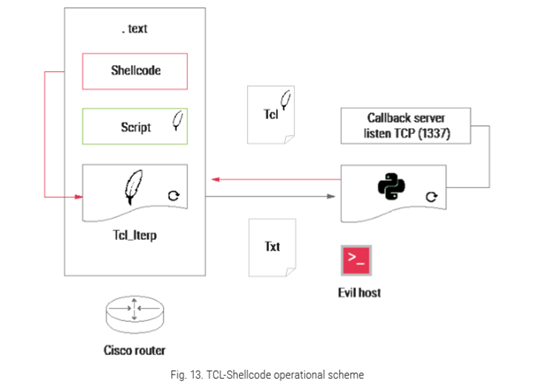 . text
Shellcode
Script
Tcl
Callback server
listen TCP (1337)
Tcl_Iterp
Txt
>_
Evil host
Cisco router
Fig. 13. TCL-Shellcode operational scheme